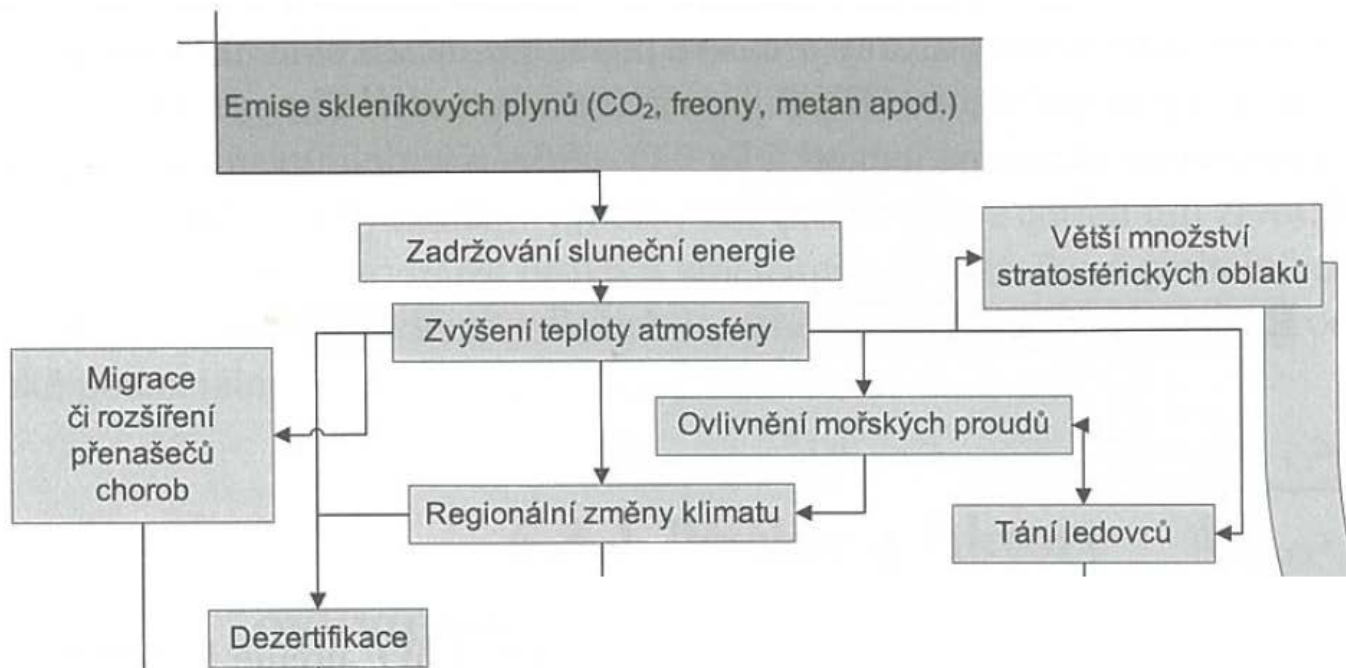 Emise skleníkových plynů (CO₂, freony, metan apod.)
Zadržování sluneční energie
Větší množství
stratosférických oblaků
Zvýšení teploty atmosféry
Migrace
či rozšíření
přenašečů
chorob
Ovlivnění mořských proudů
Regionální změny klimatu
Tání ledovců
Dezertifikace